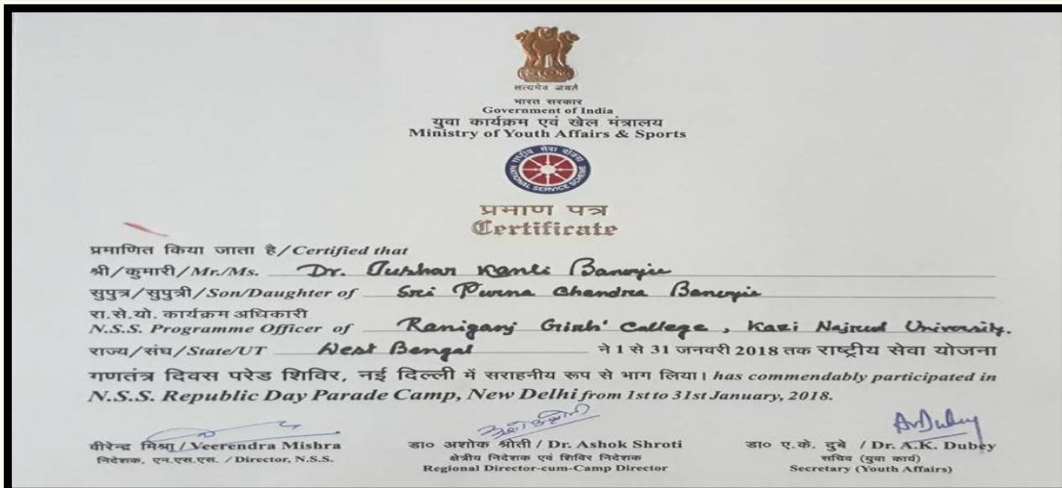 सत्यमेव जयते
भारत सरकार
Government of India
युवा कार्यक्रम एवं खेल मंत्रालय
Ministry of Youth Affairs & Sports
राष्ट्रीय सेवा योजना
NATIONAL SERVICE SCHEME
प्रमाण पत्र
Certificate
प्रमाणित किया जाता है/Certified that
श्री/कुमारी/Mr./Ms. Dr. Tushar Kanti Banerjee
सुपुत्र/सुपुत्री/Son/Daughter of Sri Purna Chandra Banerjee
रा.से.यो. कार्यक्रम अधिकारी
N.S.S. Programme Officer of Raniganj Girls' College, Kazi Nazrul University.
राज्य/संघ/State/UT West Bengal ने 1 से 31 जनवरी 2018 तक राष्ट्रीय सेवा योजना
गणतंत्र दिवस परेड शिविर, नई दिल्ली में सराहनीय रूप से भाग लिया। has commendably participated in
N.S.S. Republic Day Parade Camp, New Delhi from 1st to 31st January, 2018.
ADubey
वीरेन्द्र मिश्रा / Veerendra Mishra डा० अशोक श्रोती / Dr. Ashok Shroti डा० ए.के. दुबे / Dr. A.K. Dubey
निदेशक, एन.एस.एस. / Director, N.S.S. क्षेत्रीय निदेशक एवं शिविर निदेशक सचिव (युवा कार्य)
Regional Director-cum-Camp Director Secretary (Youth Affairs)